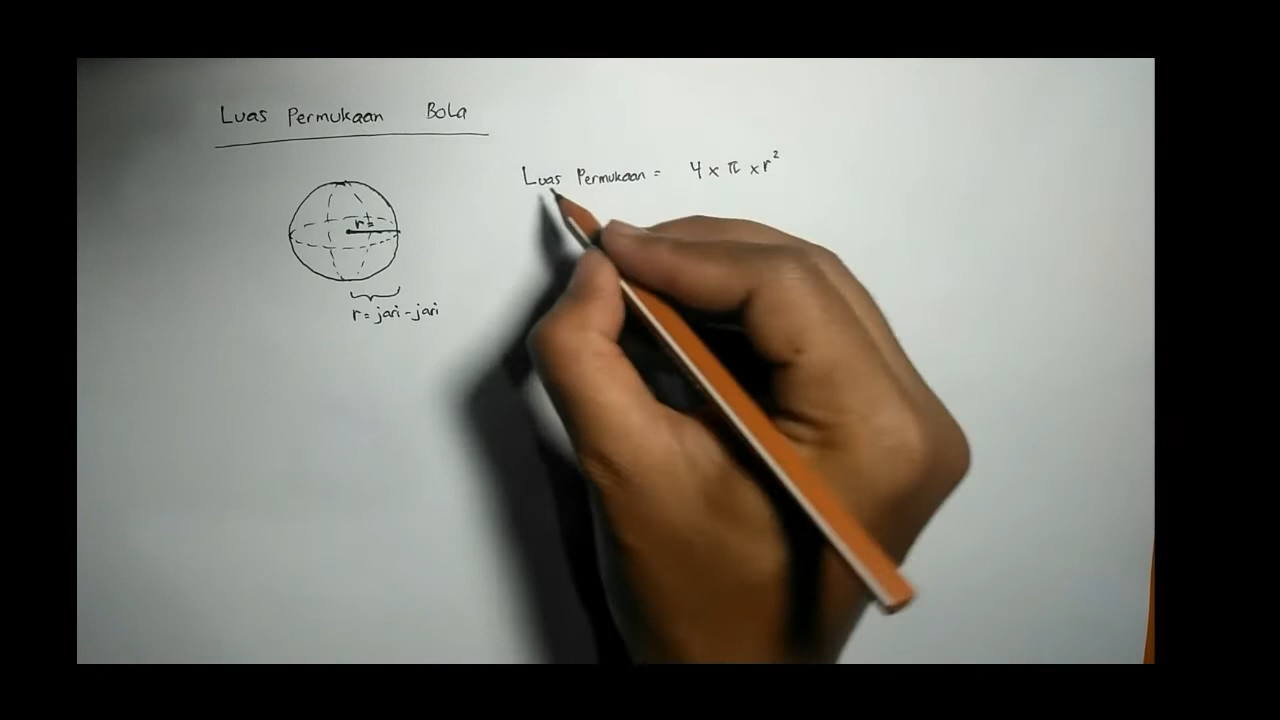 Luas Permukaan Bola
Luas Permukaan = 4 x π x r²
r =
r = jari - jari